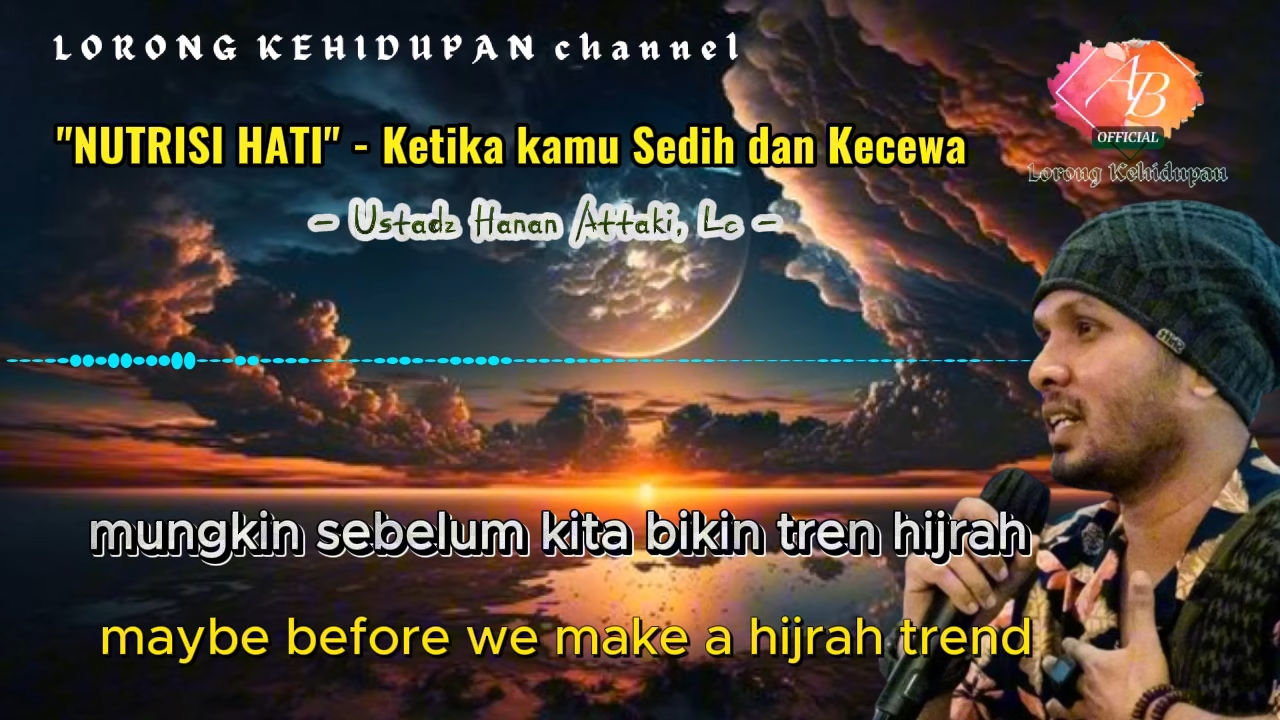 LORONG KEHIDUPAN channel
AB
OFFICIAL
Lorong Kehidupan
"NUTRISI HATI" - Ketika kamu Sedih dan Kecewa
- Ustadz Hanan Attaki, Lc -
mungkin sebelum kita bikin tren hijrah
maybe before we make a hijrah trend